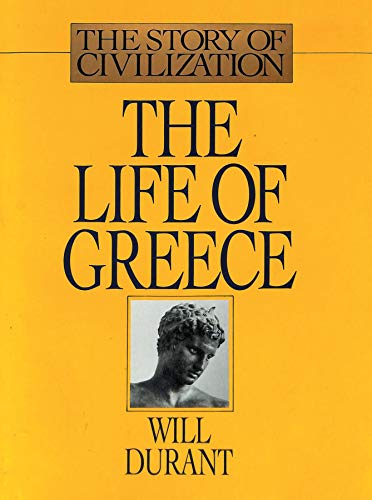 THE STORY OF
CIVILIZATION
THE
LIFE OF
GREECE
WILL
DURANT